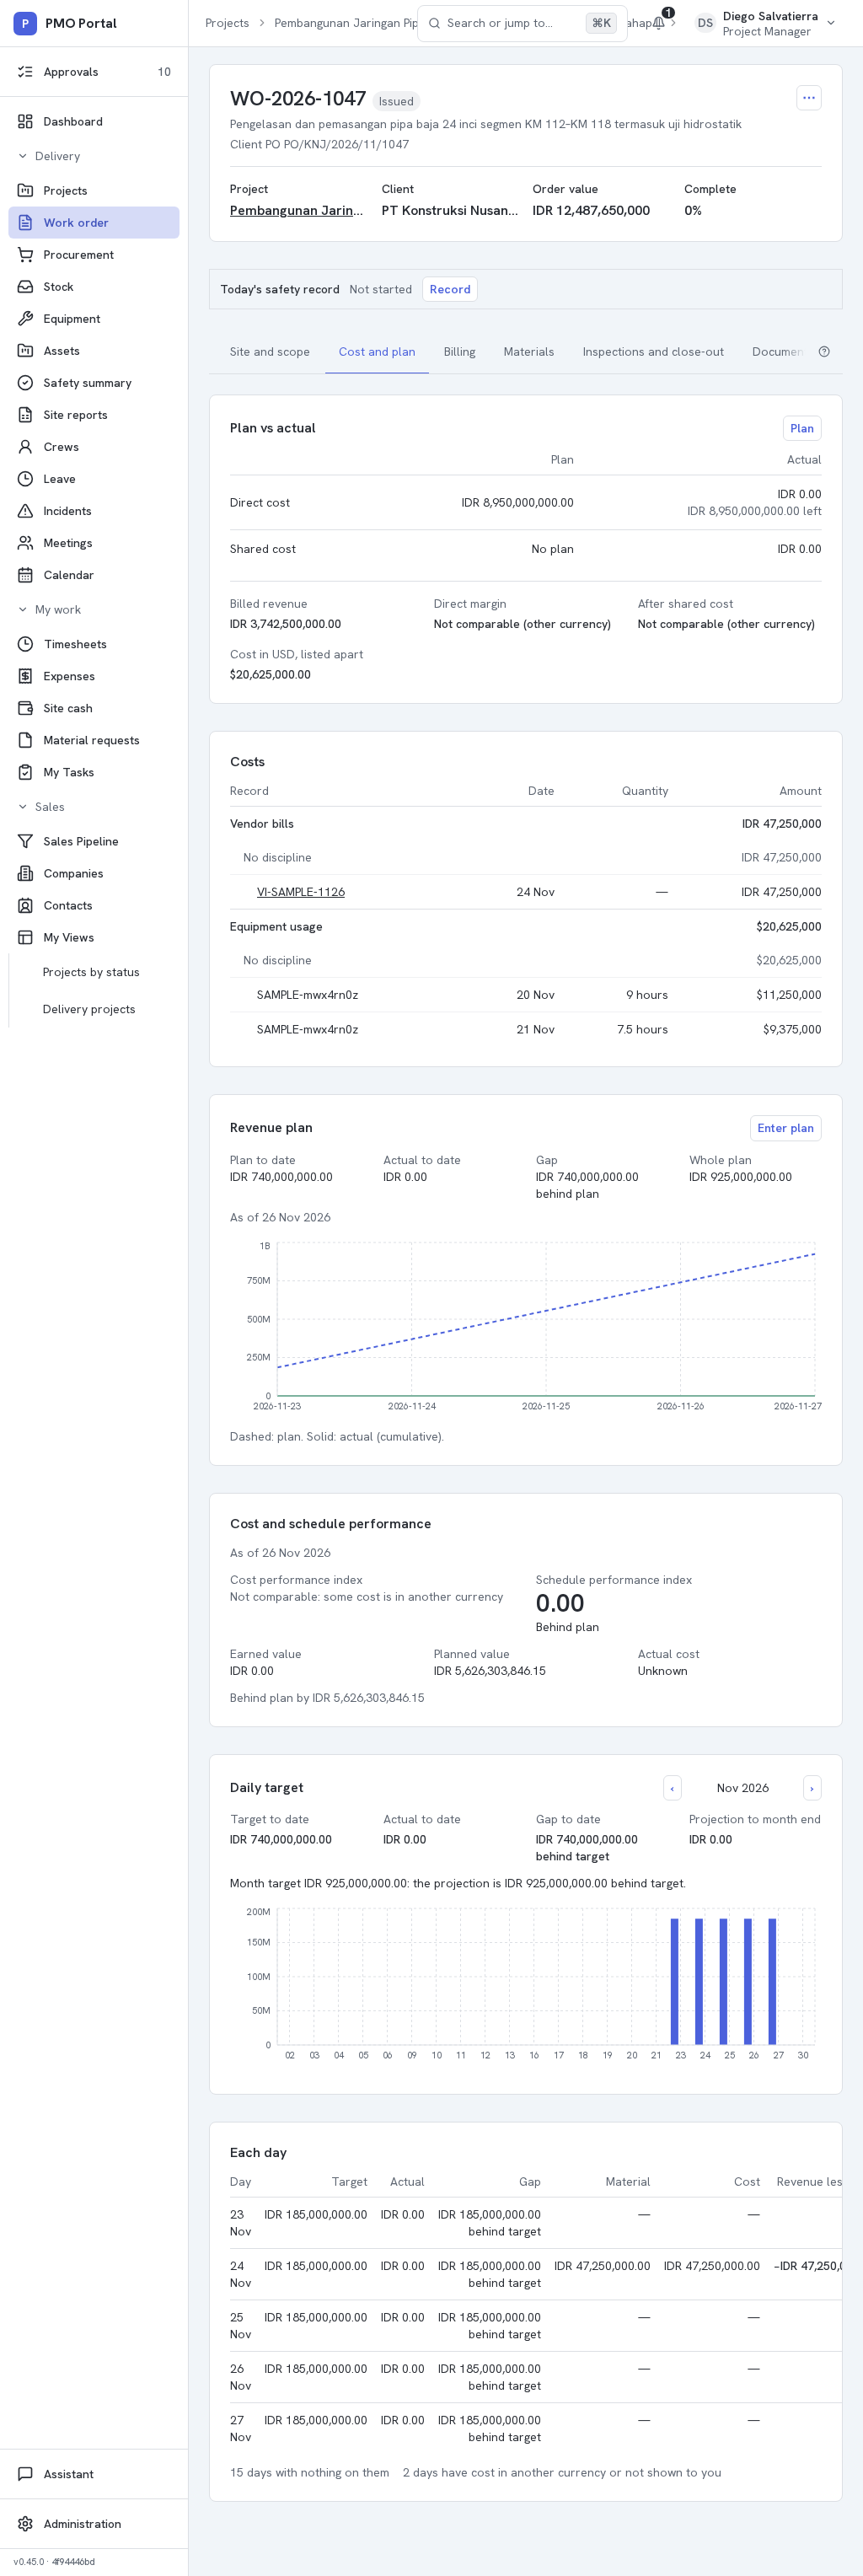 P PMO Portal
Projects > Pembangunan Jaringan Pip
Search or jump to... ⌘K
1
DS
Diego Salvatierra
Project Manager
Approvals 10
Dashboard
Delivery
Projects
Work order
Procurement
Stock
Equipment
Assets
Safety summary
Site reports
Crews
Leave
Incidents
Meetings
Calendar
My work
Timesheets
Expenses
Site cash
Material requests
My Tasks
Sales
Sales Pipeline
Companies
Contacts
My Views
Projects by status
Delivery projects
Assistant
Administration
v0.45.0 · 4f94446bd
WO-2026-1047 Issued
Pengelasan dan pemasangan pipa baja 24 inci segmen KM 112–KM 118 termasuk uji hidrostatik
Client PO PO/KNJ/2026/11/1047
Project Client Order value Complete
Pembangunan Jarin... PT Konstruksi Nusan... IDR 12,487,650,000 0%
Today's safety record Not started Record
Site and scope Cost and plan Billing Materials Inspections and close-out Documen
Plan vs actual Plan
Plan Actual
Direct cost IDR 8,950,000,000.00 IDR 0.00
IDR 8,950,000,000.00 left
Shared cost No plan IDR 0.00
Billed revenue Direct margin After shared cost
IDR 3,742,500,000.00 Not comparable (other currency) Not comparable (other currency)
Cost in USD, listed apart
$20,625,000.00
Costs
Record Date Quantity Amount
Vendor bills IDR 47,250,000
No discipline IDR 47,250,000
VI-SAMPLE-1126 24 Nov — IDR 47,250,000
Equipment usage $20,625,000
No discipline $20,625,000
SAMPLE-mwx4rn0z 20 Nov 9 hours $11,250,000
SAMPLE-mwx4rn0z 21 Nov 7.5 hours $9,375,000
Revenue plan Enter plan
Plan to date Actual to date Gap Whole plan
IDR 740,000,000.00 IDR 0.00 IDR 740,000,000.00 IDR 925,000,000.00
behind plan
As of 26 Nov 2026
1B
750M
500M
250M
0
2026-11-23 2026-11-24 2026-11-25 2026-11-26 2026-11-27
Dashed: plan. Solid: actual (cumulative).
Cost and schedule performance
As of 26 Nov 2026
Cost performance index Schedule performance index
Not comparable: some cost is in another currency 0.00
Behind plan
Earned value Planned value Actual cost
IDR 0.00 IDR 5,626,303,846.15 Unknown
Behind plan by IDR 5,626,303,846.15
Daily target ‹ Nov 2026 ›
Target to date Actual to date Gap to date Projection to month end
IDR 740,000,000.00 IDR 0.00 IDR 740,000,000.00 IDR 0.00
behind target
Month target IDR 925,000,000.00: the projection is IDR 925,000,000.00 behind target.
200M
150M
100M
50M
0
02 03 04 05 06 09 10 11 12 13 16 17 18 19 20 21 23 24 25 26 27 30
Each day
Day Target Actual Gap Material Cost Revenue les
23 Nov IDR 185,000,000.00 IDR 0.00 IDR 185,000,000.00 behind target — —
24 Nov IDR 185,000,000.00 IDR 0.00 IDR 185,000,000.00 behind target IDR 47,250,000.00 IDR 47,250,000.00 -IDR 47,250,0
25 Nov IDR 185,000,000.00 IDR 0.00 IDR 185,000,000.00 behind target — —
26 Nov IDR 185,000,000.00 IDR 0.00 IDR 185,000,000.00 behind target — —
27 Nov IDR 185,000,000.00 IDR 0.00 IDR 185,000,000.00 behind target — —
15 days with nothing on them 2 days have cost in another currency or not shown to you